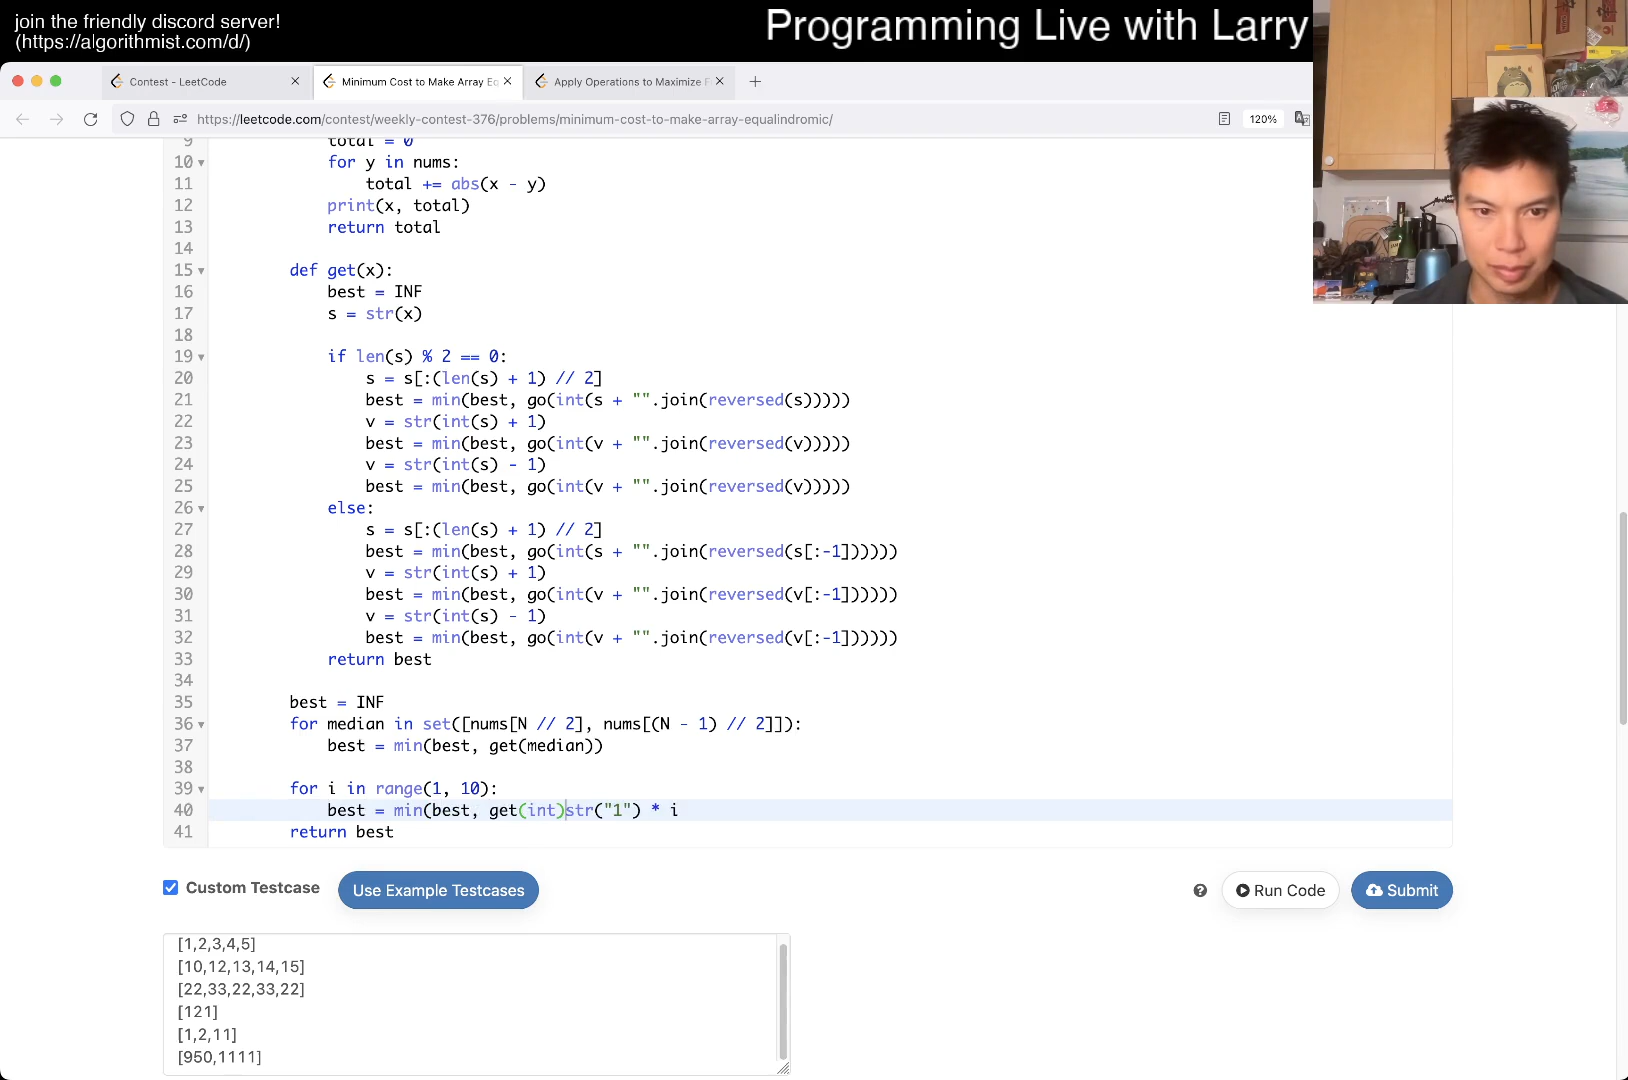 join the friendly discord server!
(https://algorithmist.com/d/)
Programming Live with Larry
Contest - LeetCode
Minimum Cost to Make Array Eq
Apply Operations to Maximize F
https://leetcode.com/contest/weekly-contest-376/problems/minimum-cost-to-make-array-equalindromic/
120%
9 total = 0
10 for y in nums:
11 total += abs(x - y)
12 print(x, total)
13 return total
14
15 def get(x):
16 best = INF
17 s = str(x)
18
19 if len(s) % 2 == 0:
20 s = s[:(len(s) + 1) // 2]
21 best = min(best, go(int(s + "".join(reversed(s)))))
22 v = str(int(s) + 1)
23 best = min(best, go(int(v + "".join(reversed(v)))))
24 v = str(int(s) - 1)
25 best = min(best, go(int(v + "".join(reversed(v)))))
26 else:
27 s = s[:(len(s) + 1) // 2]
28 best = min(best, go(int(s + "".join(reversed(s[:-1])))))
29 v = str(int(s) + 1)
30 best = min(best, go(int(v + "".join(reversed(v[:-1])))))
31 v = str(int(s) - 1)
32 best = min(best, go(int(v + "".join(reversed(v[:-1])))))
33 return best
34
35 best = INF
36 for median in set([nums[N // 2], nums[(N - 1) // 2]]):
37 best = min(best, get(median))
38
39 for i in range(1, 10):
40 best = min(best, get(int)str("1") * i
41 return best
Custom Testcase
Use Example Testcases
Run Code
Submit
[1,2,3,4,5]
[10,12,13,14,15]
[22,33,22,33,22]
[121]
[1,2,11]
[950,1111]